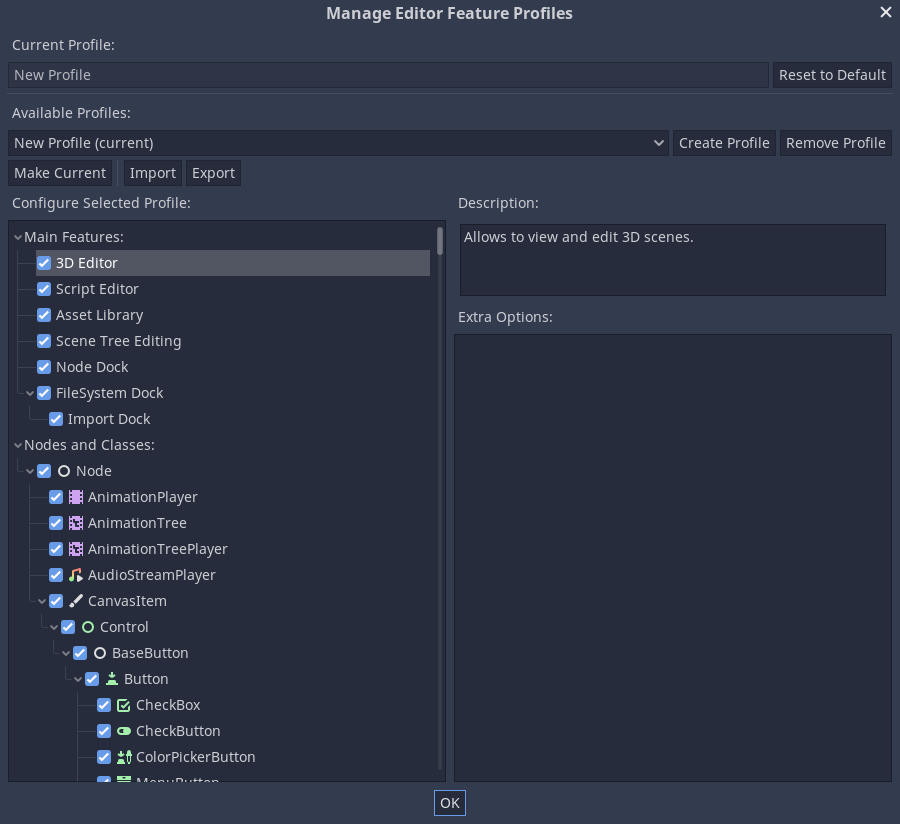 Manage Editor Feature Profiles
Current Profile:
New Profile
Reset to Default
Available Profiles:
New Profile (current)
Create Profile
Remove Profile
Make Current
Import
Export
Configure Selected Profile:
Main Features:
3D Editor
Script Editor
Asset Library
Scene Tree Editing
Node Dock
FileSystem Dock
Import Dock
Nodes and Classes:
Node
AnimationPlayer
AnimationTree
AnimationTreePlayer
AudioStreamPlayer
CanvasItem
Control
BaseButton
Button
CheckBox
CheckButton
ColorPickerButton
MenuButton
Description:
Allows to view and edit 3D scenes.
Extra Options:
OK